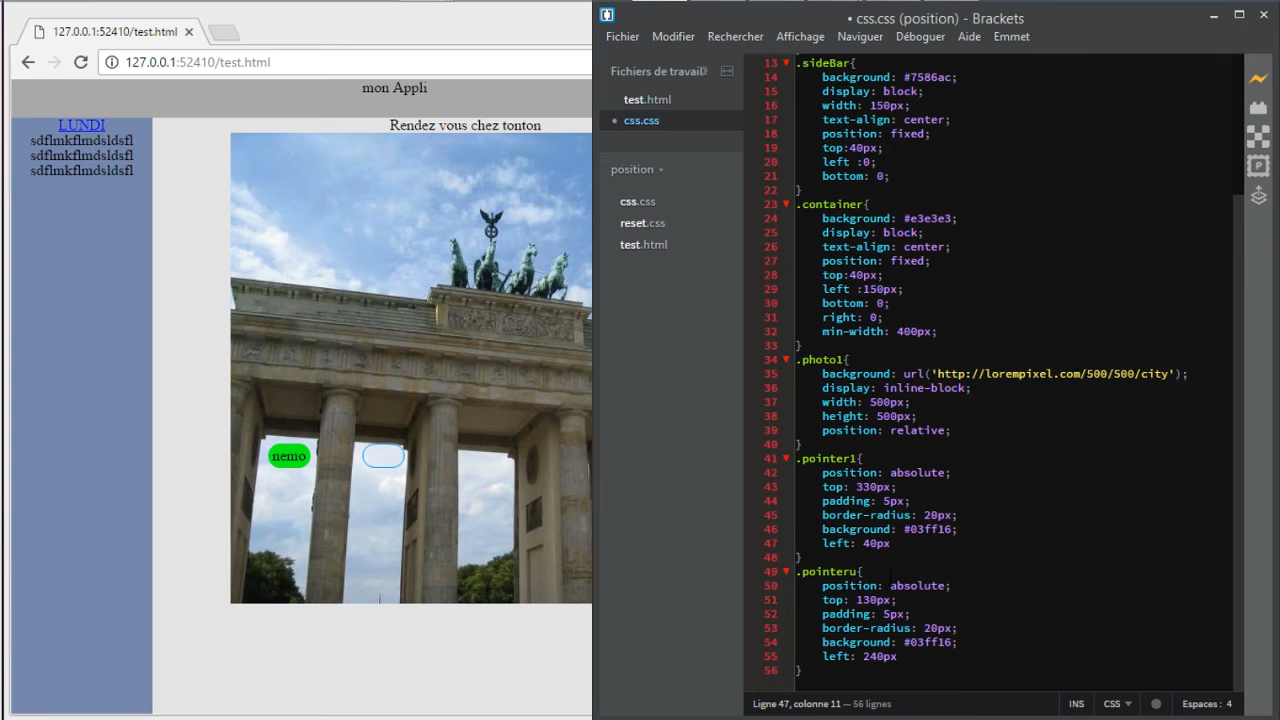 127.0.0.1:52410/test.html
127.0.0.1:52410/test.html
mon Appli
LUNDI
sdflmkflmdsldsfl
sdflmkflmdsldsfl
sdflmkflmdsldsfl
Rendez vous chez tonton
nemo
• css.css (position) - Brackets
Fichier Modifier Rechercher Affichage Naviguer Déboguer Aide Emmet
Fichiers de travail
test.html
css.css
position
css.css
reset.css
test.html
13 .sideBar{
14 background: #7586ac;
15 display: block;
16 width: 150px;
17 text-align: center;
18 position: fixed;
19 top:40px;
20 left :0;
21 bottom: 0;
22 }
23 .container{
24 background: #e3e3e3;
25 display: block;
26 text-align: center;
27 position: fixed;
28 top:40px;
29 left :150px;
30 bottom: 0;
31 right: 0;
32 min-width: 400px;
33 }
34 .photo1{
35 background: url('http://lorempixel.com/500/500/city');
36 display: inline-block;
37 width: 500px;
38 height: 500px;
39 position: relative;
40 }
41 .pointer1{
42 position: absolute;
43 top: 330px;
44 padding: 5px;
45 border-radius: 20px;
46 background: #03ff16;
47 left: 40px
48 }
49 .pointeru{
50 position: absolute;
51 top: 130px;
52 padding: 5px;
53 border-radius: 20px;
54 background: #03ff16;
55 left: 240px
56 }
Ligne 47, colonne 11 — 56 lignes
INS CSS Espaces : 4